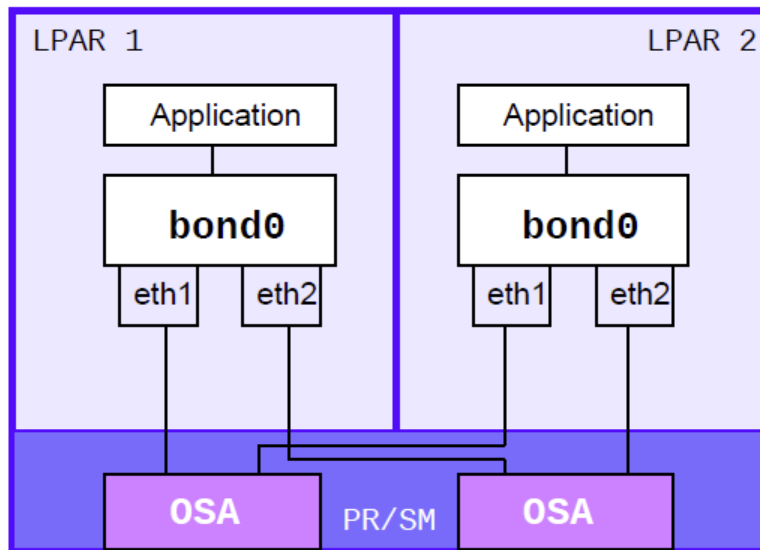 LPAR 1
LPAR 2
Application
Application
bond0
bond0
eth1
eth2
eth1
eth2
OSA
PR/SM
OSA